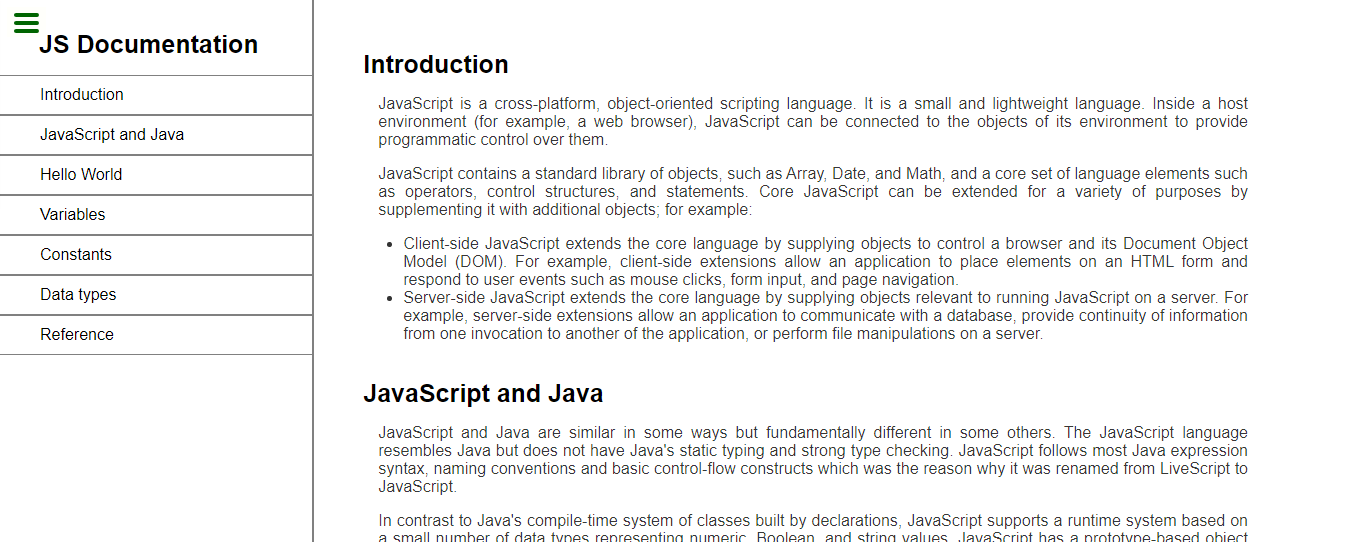 JS Documentation
Introduction
JavaScript and Java
Hello World
Variables
Constants
Data types
Reference
Introduction
JavaScript is a cross-platform, object-oriented scripting language. It is a small and lightweight language. Inside a host
environment (for example, a web browser), JavaScript can be connected to the objects of its environment to provide
programmatic control over them.
JavaScript contains a standard library of objects, such as Array, Date, and Math, and a core set of language elements such
as operators, control structures, and statements. Core JavaScript can be extended for a variety of purposes by
supplementing it with additional objects; for example:
• Client-side JavaScript extends the core language by supplying objects to control a browser and its Document Object
Model (DOM). For example, client-side extensions allow an application to place elements on an HTML form and
respond to user events such as mouse clicks, form input, and page navigation.
• Server-side JavaScript extends the core language by supplying objects relevant to running JavaScript on a server. For
example, server-side extensions allow an application to communicate with a database, provide continuity of information
from one invocation to another of the application, or perform file manipulations on a server.
JavaScript and Java
JavaScript and Java are similar in some ways but fundamentally different in some others. The JavaScript language
resembles Java but does not have Java's static typing and strong type checking. JavaScript follows most Java expression
syntax, naming conventions and basic control-flow constructs which was the reason why it was renamed from LiveScript to
JavaScript.
In contrast to Java's compile-time system of classes built by declarations, JavaScript supports a runtime system based on
a small number of data types representing numeric, Boolean, and string values. JavaScript has a prototype-based object